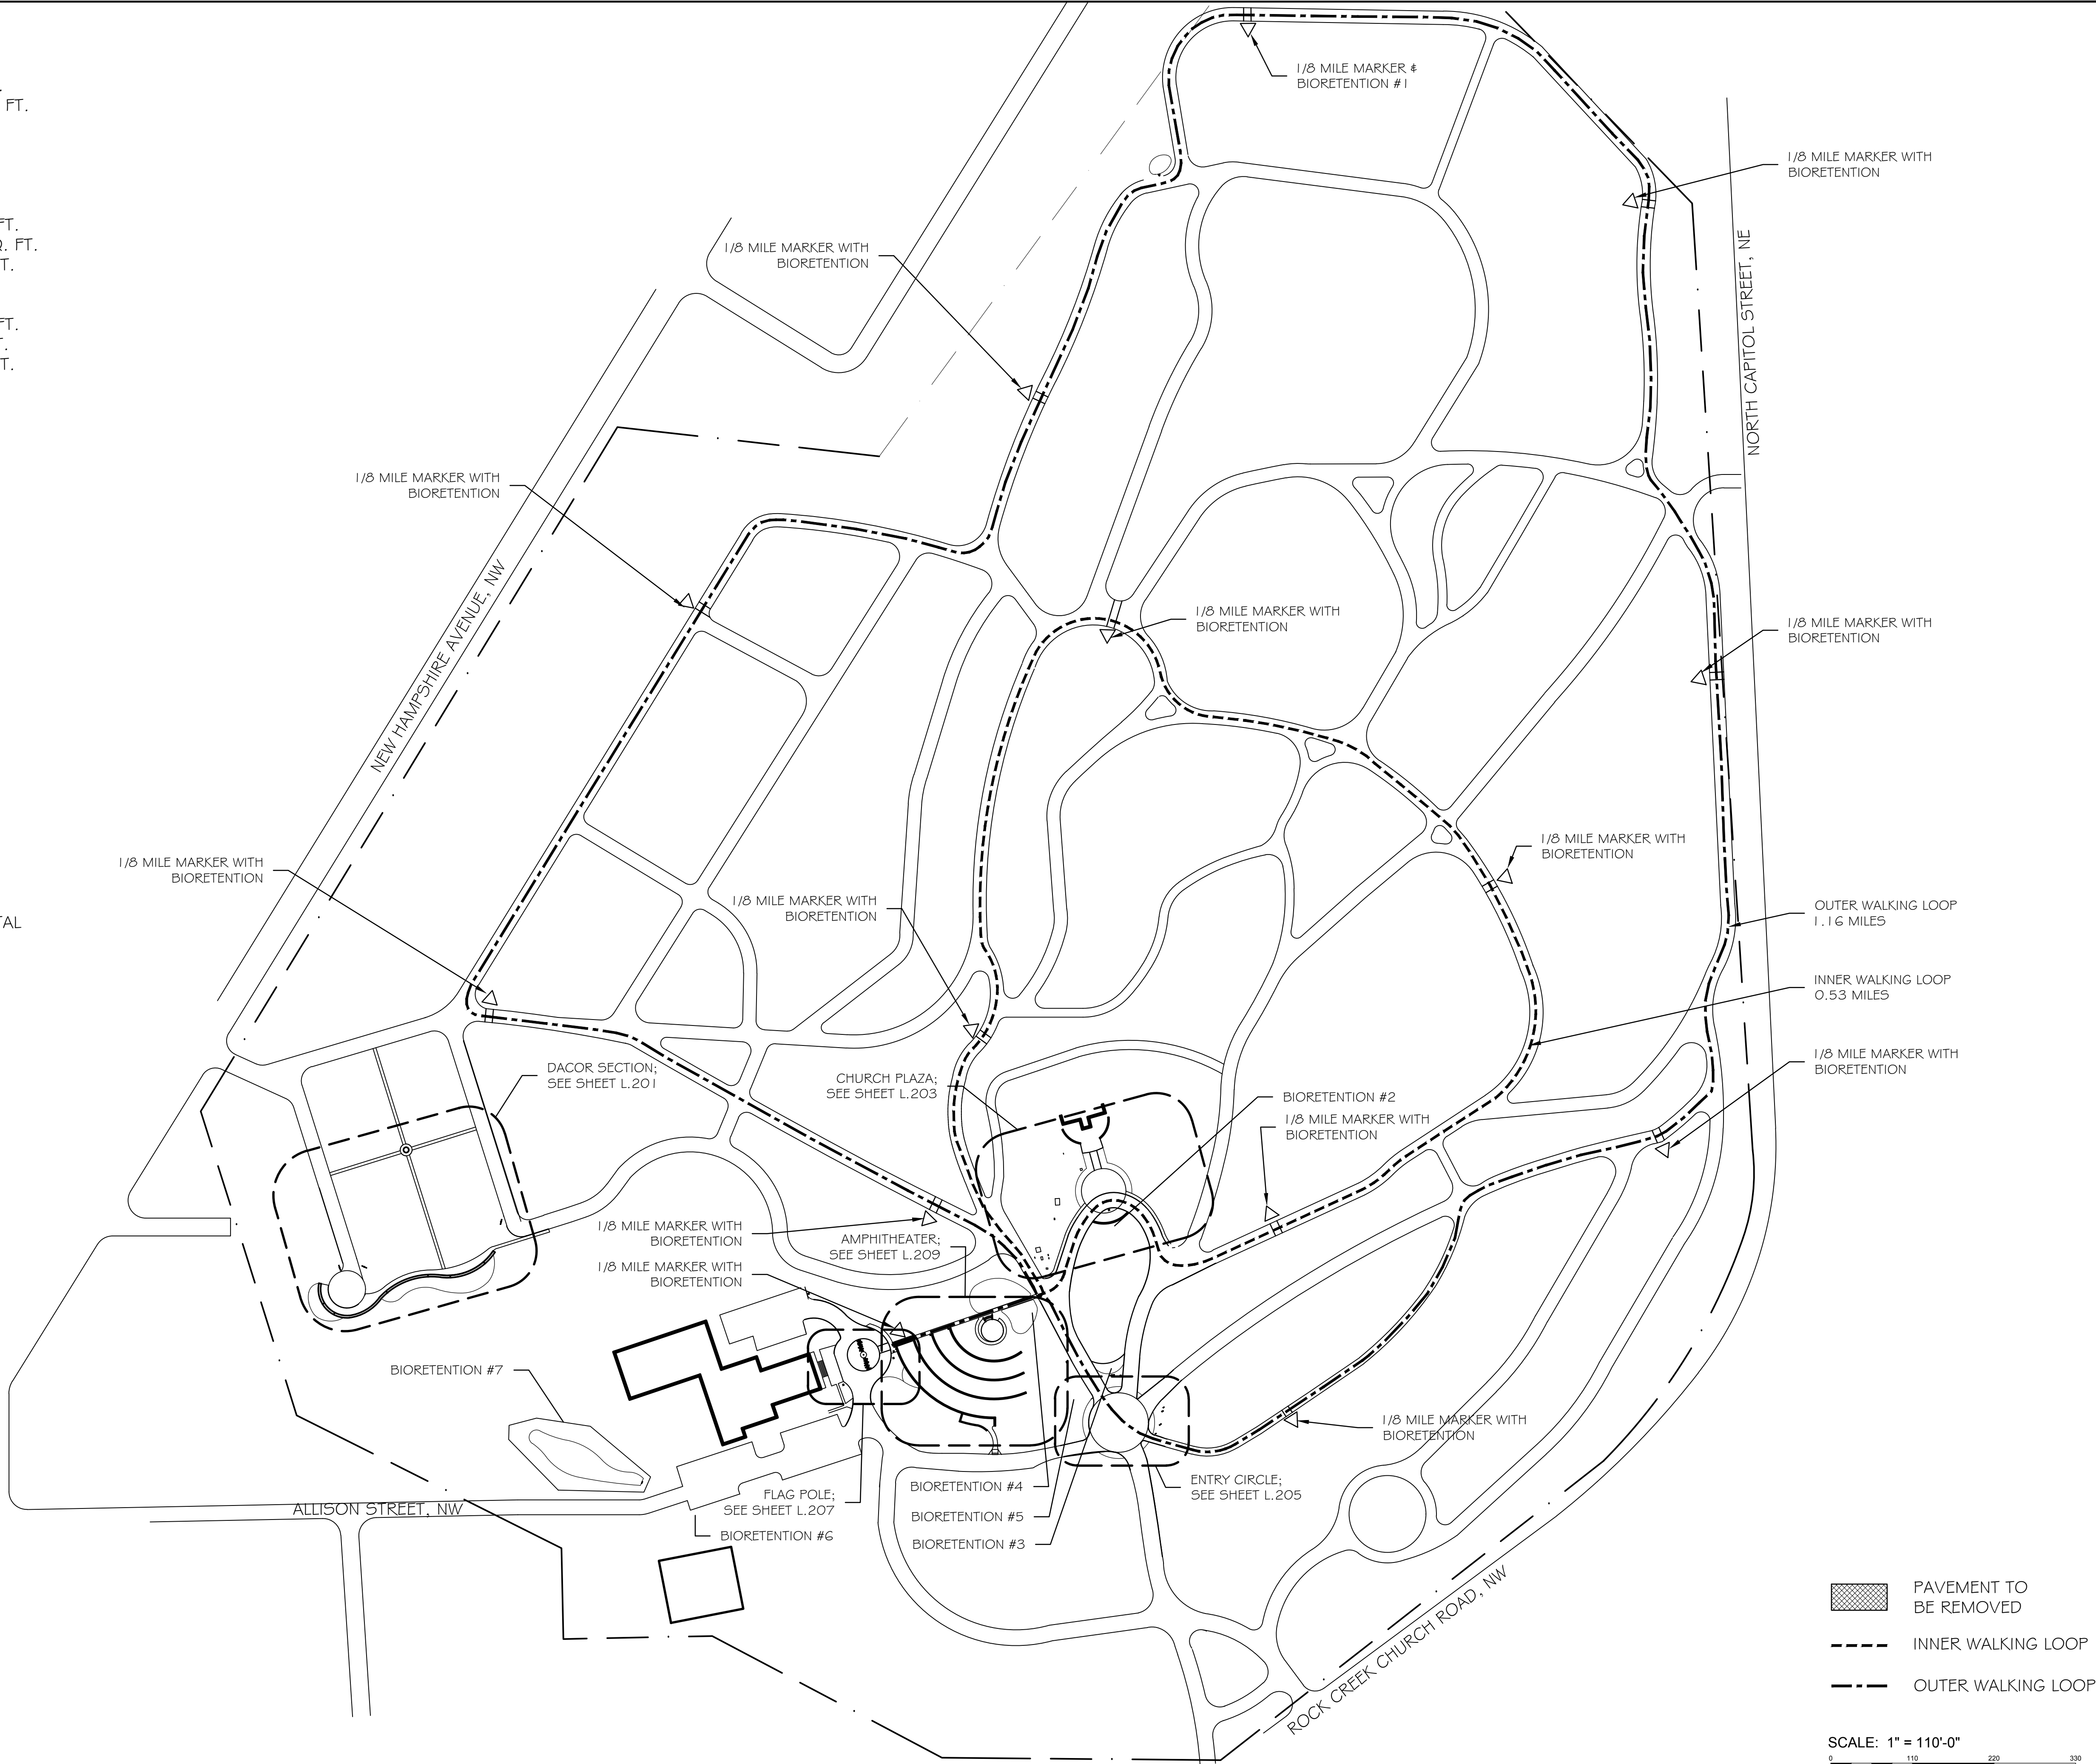 FT.
FT.
. FT.
T.
FT.
T.
T.
TAL
1/8 MILE MARKER &
BIORETENTION #1
1/8 MILE MARKER WITH
BIORETENTION
1/8 MILE MARKER WITH
BIORETENTION
NORTH CAPITOL STREET, NE
1/8 MILE MARKER WITH
BIORETENTION
NEW HAMPSHIRE AVENUE, NW
1/8 MILE MARKER WITH
BIORETENTION
1/8 MILE MARKER WITH
BIORETENTION
1/8 MILE MARKER WITH
BIORETENTION
1/8 MILE MARKER WITH
BIORETENTION
1/8 MILE MARKER WITH
BIORETENTION
OUTER WALKING LOOP
1.16 MILES
INNER WALKING LOOP
0.53 MILES
1/8 MILE MARKER WITH
BIORETENTION
DACOR SECTION;
SEE SHEET L.201
CHURCH PLAZA;
SEE SHEET L.203
BIORETENTION #2
1/8 MILE MARKER WITH
BIORETENTION
1/8 MILE MARKER WITH
BIORETENTION
AMPHITHEATER;
SEE SHEET L.209
1/8 MILE MARKER WITH
BIORETENTION
BIORETENTION #7
1/8 MILE MARKER WITH
BIORETENTION
ENTRY CIRCLE;
SEE SHEET L.205
BIORETENTION #4
BIORETENTION #5
BIORETENTION #3
FLAG POLE;
SEE SHEET L.207
BIORETENTION #6
ALLISON STREET, NW
ROCK CREEK CHURCH ROAD, NW
PAVEMENT TO
BE REMOVED
INNER WALKING LOOP
OUTER WALKING LOOP
SCALE: 1" = 110'-0"
0 110 220 330